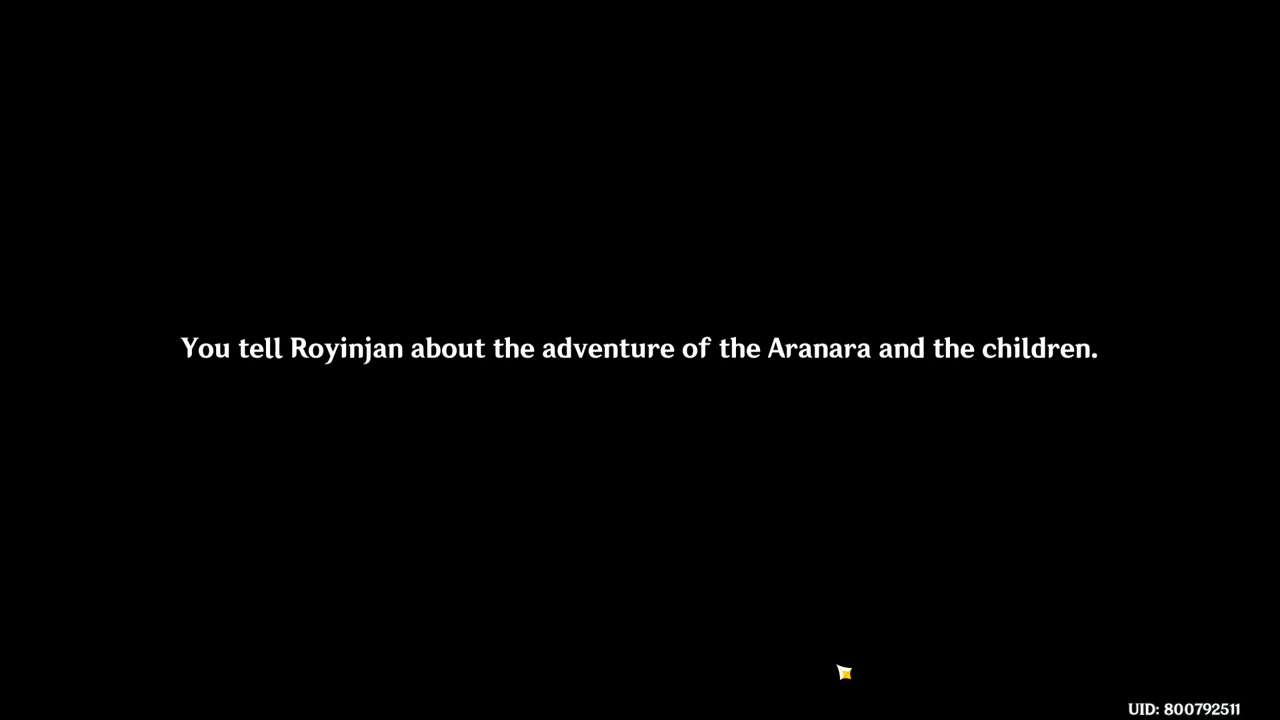 You tell Royinjan about the adventure of the Aranara and the children.
UID: 800792511